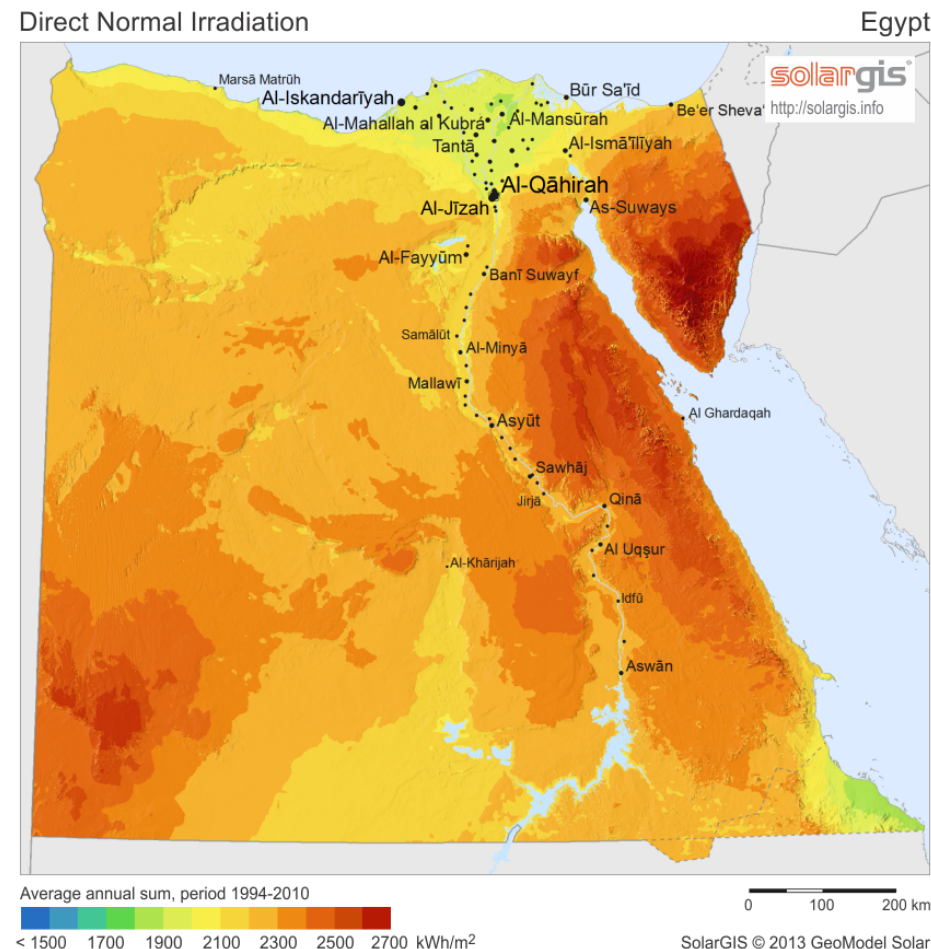 Direct Normal Irradiation
Egypt
solargis®
http://solargis.info
Marsā Matrūh
Al-Iskandarīyah
Būr Sa'īd
Be'er Sheva'
Al-Mahallah al Kubrá
Al-Mansūrah
Tantā
Al-Ismā'īlīyah
Al-Qāhirah
Al-Jīzah
As-Suways
Al-Fayyūm
Banī Suwayf
Samālūt
Al-Minyā
Mallawī
Al Ghardaqah
Asyūt
Sawhāj
Jirjā
Qinā
Al Uqşur
Al-Khārijah
Idfū
Aswān
Average annual sum, period 1994-2010
< 1500 1700 1900 2100 2300 2500 2700 kWh/m²
0 100 200 km
SolarGIS © 2013 GeoModel Solar